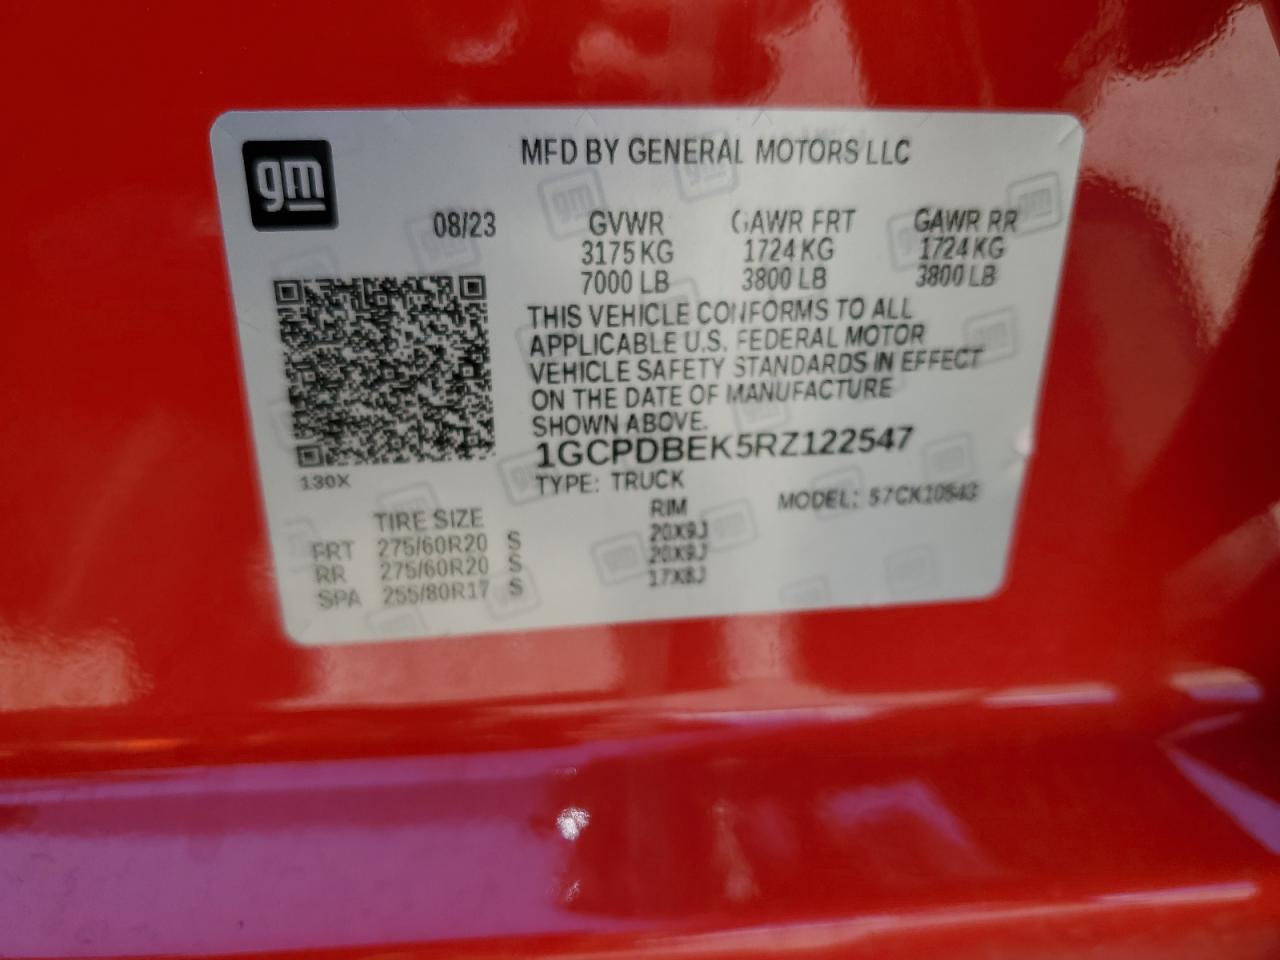 gm
MFD BY GENERAL MOTORS LLC
08/23 GVWR GAWR FRT GAWR RR
3175 KG 1724 KG 1724 KG
7000 LB 3800 LB 3800 LB
THIS VEHICLE CONFORMS TO ALL
APPLICABLE U.S. FEDERAL MOTOR
VEHICLE SAFETY STANDARDS IN EFFECT
ON THE DATE OF MANUFACTURE
SHOWN ABOVE.
1GCPDBEK5RZ122547
130X
TYPE: TRUCK
MODEL: 57CK10543
TIRE SIZE RIM
FRT 275/60R20 S 20X9J
RR 275/60R20 S 20X9J
SPA 255/80R17 S 17X8J